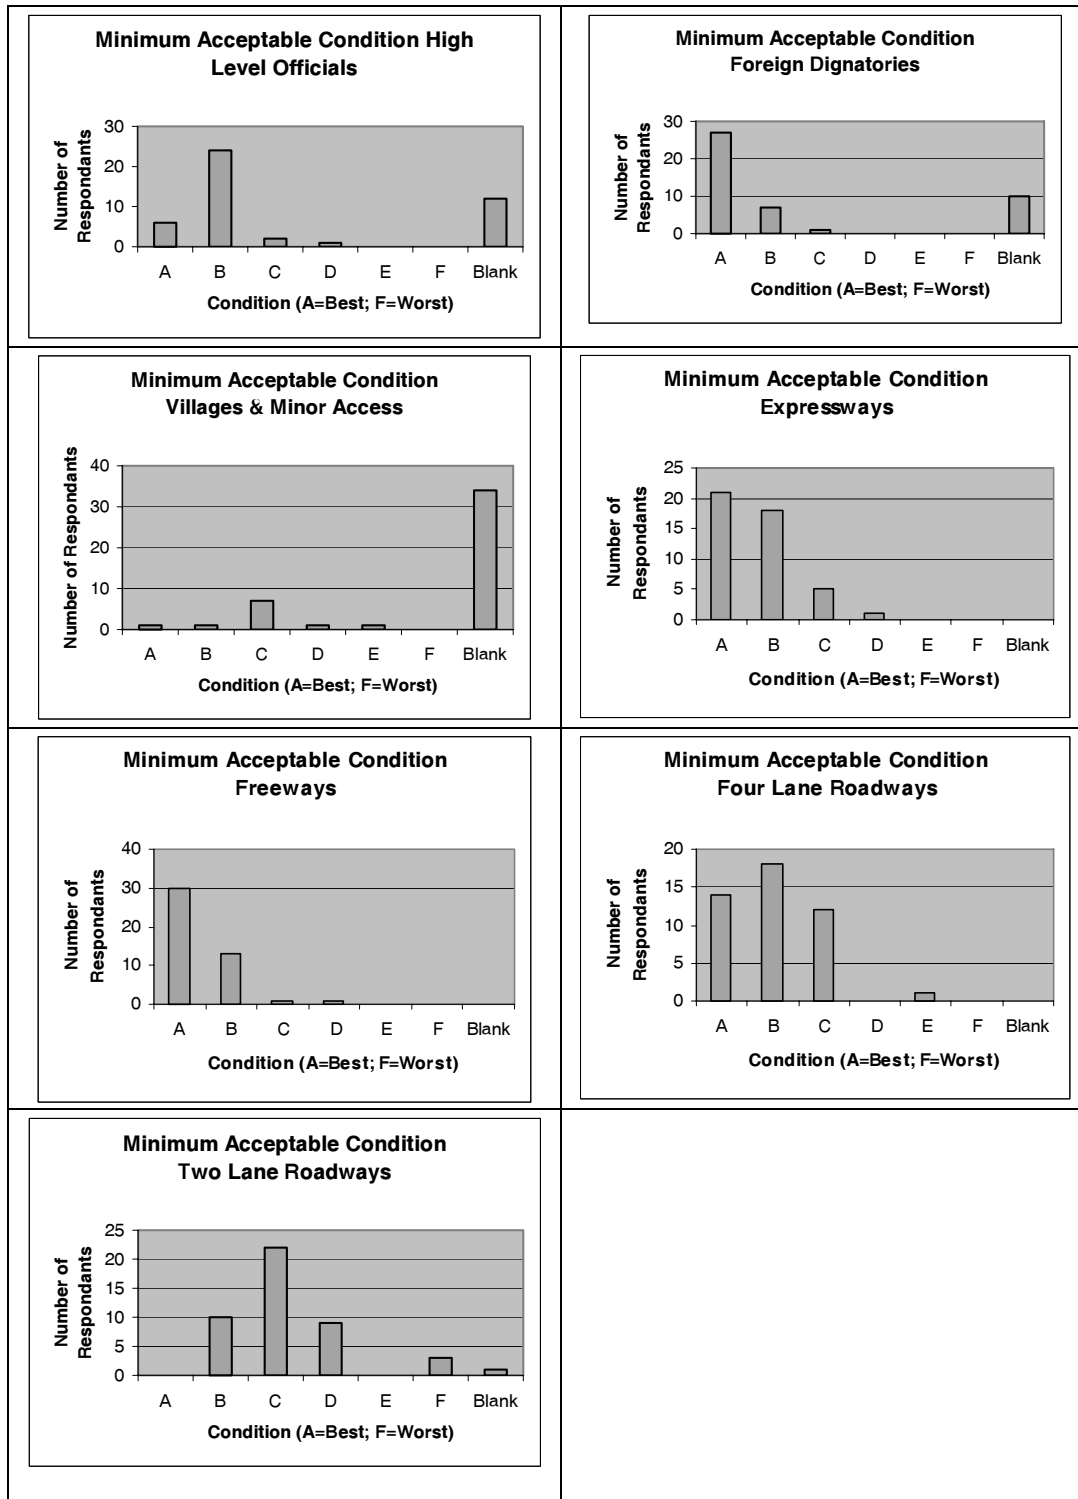 Minimum Acceptable Condition High
Level Officials
Number of
Respondants
30
20
10
0
A B C D E F Blank
Condition (A=Best; F=Worst)
Minimum Acceptable Condition
Foreign Dignatories
Number of
Respondants
30
20
10
0
A B C D E F Blank
Condition (A=Best; F=Worst)
Minimum Acceptable Condition
Villages & Minor Access
Number of Respondants
40
30
20
10
0
A B C D E F Blank
Condition (A=Best; F=Worst)
Minimum Acceptable Condition
Expressways
Number of
Respondants
25
20
15
10
5
0
A B C D E F Blank
Condition (A=Best; F=Worst)
Minimum Acceptable Condition
Freeways
Number of
Respondants
40
30
20
10
0
A B C D E F Blank
Condition (A=Best; F=Worst)
Minimum Acceptable Condition
Four Lane Roadways
Number of
Respondants
20
15
10
5
0
A B C D E F Blank
Condition (A=Best; F=Worst)
Minimum Acceptable Condition
Two Lane Roadways
Number of
Respondants
25
20
15
10
5
0
A B C D E F Blank
Condition (A=Best; F=Worst)